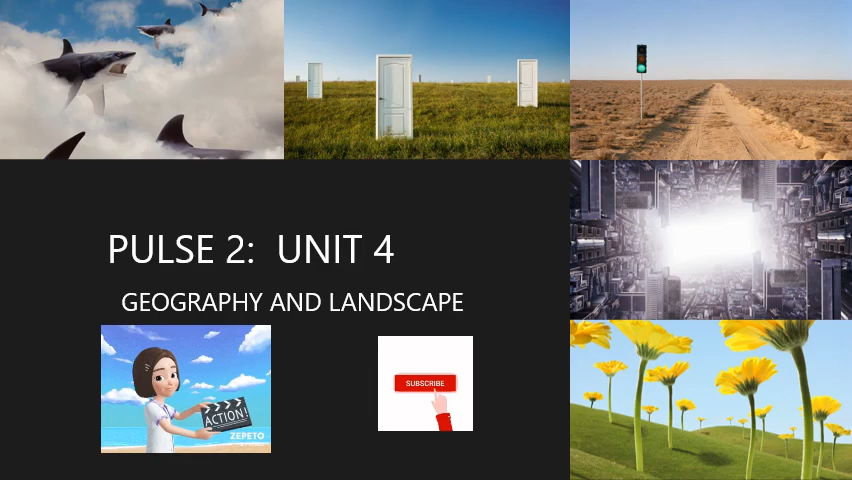 PULSE 2:  UNIT 4
GEOGRAPHY AND LANDSCAPE
ACTION!
ZEPETO
SUBSCRIBE